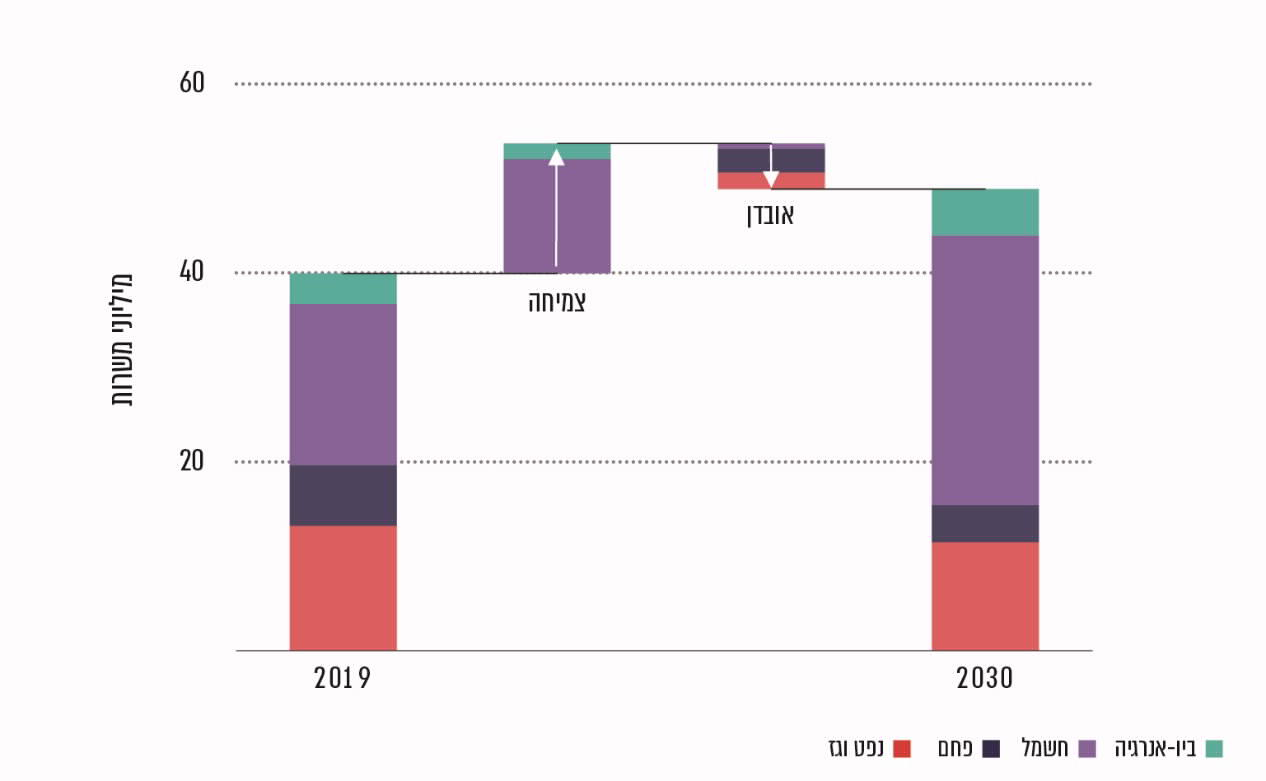 60
40
20
מיליוני משרות
צמיחה
אובדן
2019
2030
ביו-אנרגיה חשמל פחם נפט וגז